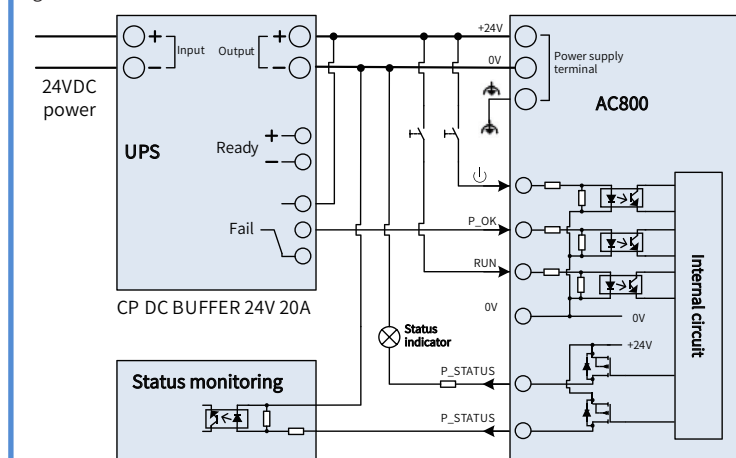 +24V
+ Input Output +
0V
Power supply
terminal
24VDC
power
AC800
UPS
Ready
+
P_OK
Fail
RUN
Internal circuit
CP DC BUFFER 24V 20A
0V
0V
Status
indicator
+24V
Status monitoring
P_STATUS
P_STATUS